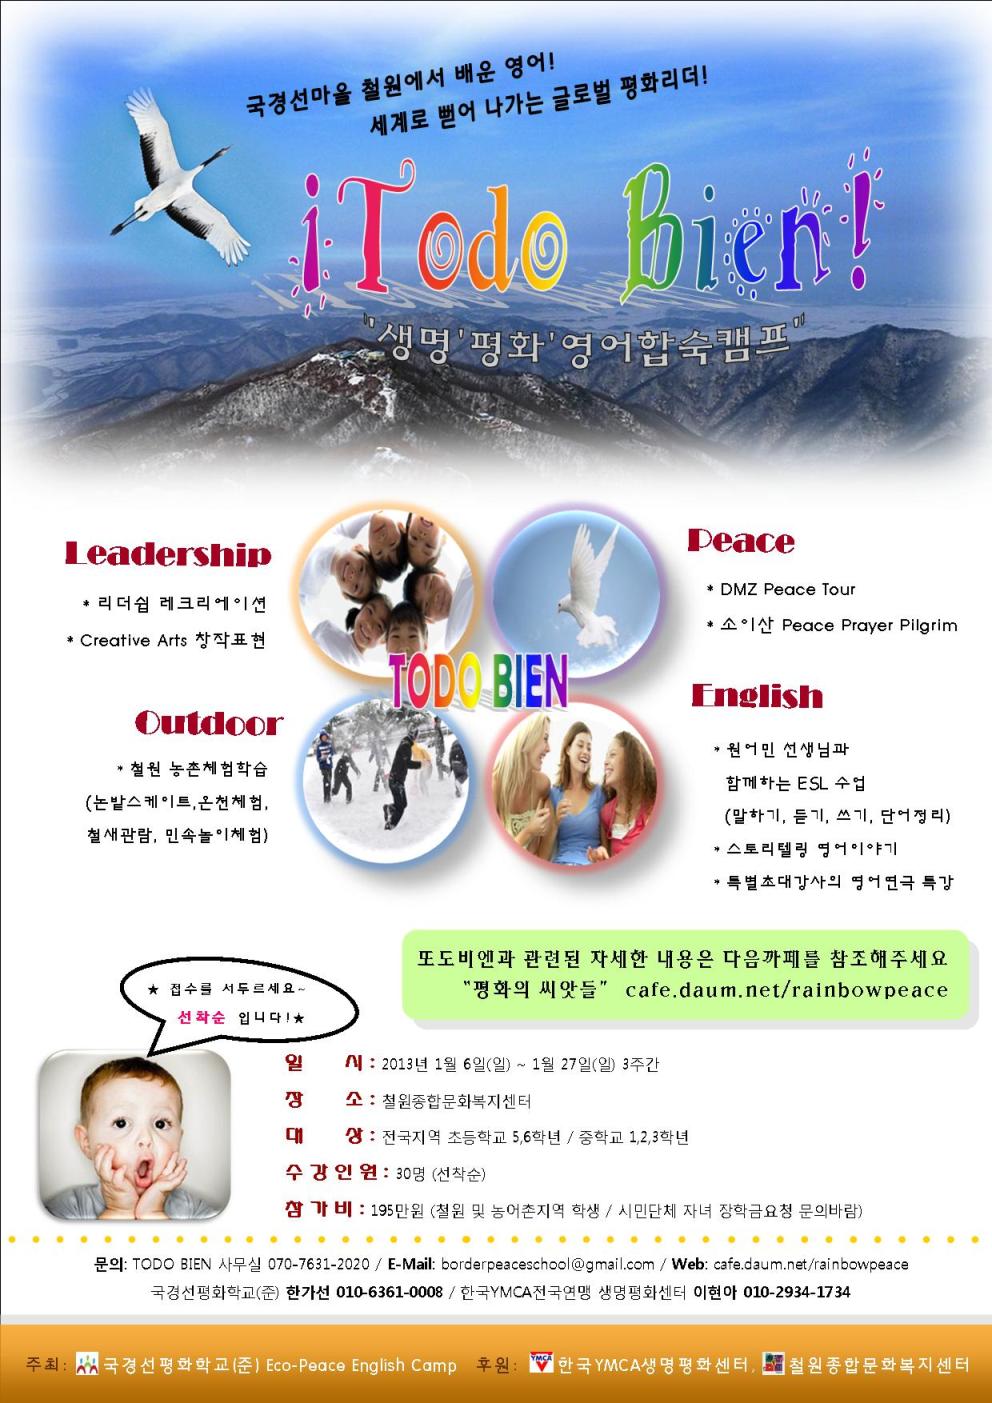 국경선마을 철원에서 배운 영어!
세계로 뻗어 나가는 글로벌 평화리더!
¡Todo Bien!
"'생명'평화'영어합숙캠프"
Leadership
* 리더쉽 레크리에이션
* Creative Arts 창작표현
Peace
* DMZ Peace Tour
* 소이산 Peace Prayer Pilgrim
TODO BIEN
Outdoor
* 철원 농촌체험학습
(논밭스케이트,온천체험,
철새관람, 민속놀이체험)
English
* 원어민 선생님과
함께하는 ESL 수업
(말하기, 듣기, 쓰기, 단어정리)
* 스토리텔링 영어이야기
* 특별초대강사의 영어연극 특강
또도비엔과 관련된 자세한 내용은 다음까페를 참조해주세요
"평화의 씨앗들" cafe.daum.net/rainbowpeace
★ 접수를 서두르세요~
선착순 입니다!★
일 시 : 2013년 1월 6일(일) ~ 1월 27일(일) 3주간
장 소 : 철원종합문화복지센터
대 상 : 전국지역 초등학교 5,6학년 / 중학교 1,2,3학년
수 강 인 원 : 30명 (선착순)
참 가 비 : 195만원 (철원 및 농어촌지역 학생 / 시민단체 자녀 장학금요청 문의바람)
문의: TODO BIEN 사무실 070-7631-2020 / E-Mail: borderpeaceschool@gmail.com / Web: cafe.daum.net/rainbowpeace
국경선평화학교(준) 한가선 010-6361-0008 / 한국YMCA전국연맹 생명평화센터 이현아 010-2934-1734
주최: 국경선평화학교(준) Eco-Peace English Camp 후원: YMCA 한국YMCA생명평화센터, 철원종합문화복지센터